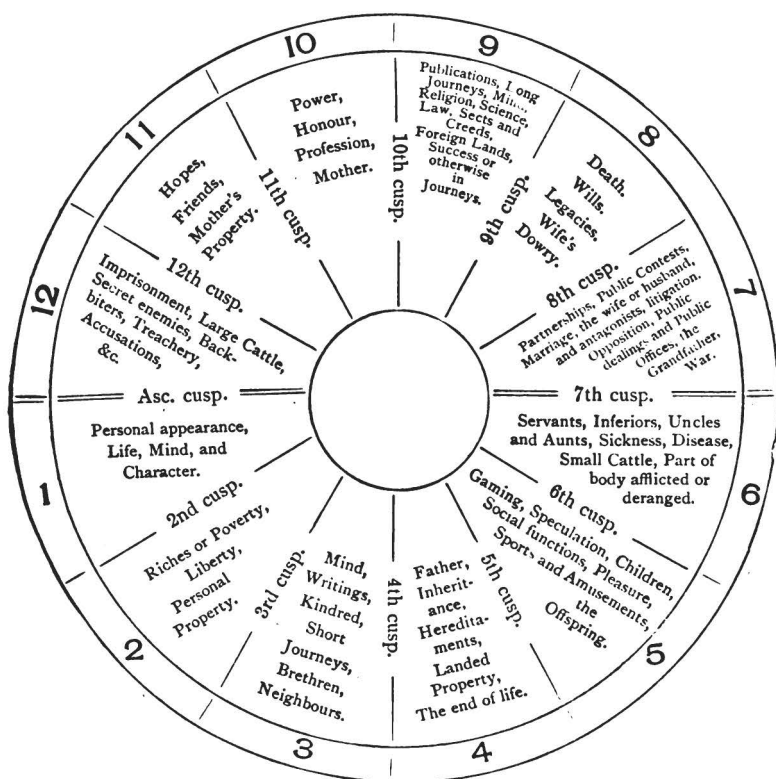 10
Power,
Honour,
Profession,
Mother.
10th cusp.
9
Publications, Long
Journeys,
Religion, Science,
Law, Sects and
Creeds,
Foreign Lands,
Success or
otherwise
in
Journeys.
9th cusp.
8
Death.
Wills.
Legacies.
Wife's
Dowry.
8th cusp.
7
Partnerships, Public Contests,
Marriage, the wife or husband,
and antagonists, litigation.
Opposition, Public
dealings and Public
Offices, the
Grandfather,
War.
7th cusp.
6
Servants, Inferiors, Uncles
and Aunts, Sickness, Disease,
Small Cattle, Part of
body afflicted or
deranged.
6th cusp.
5
Gaming, Speculation, Children,
Social functions, Pleasure,
Sports and Amusements,
the
Offspring.
5th cusp.
4
Father,
Inherit-
ance,
Heredita-
ments,
Landed
Property,
The end of life.
4th cusp.
3
Mind,
Writings,
Kindred,
Short
Journeys,
Brethren,
Neighbours.
3rd cusp.
2
Riches or Poverty,
Liberty,
Personal
Property.
2nd cusp.
1
Personal appearance,
Life, Mind, and
Character.
Asc. cusp.
12
Imprisonment, Large Cattle,
Secret enemies, Back-
biters, Treachery,
Accusations,
&c.
12th cusp.
11
Hopes,
Friends,
Mother's
Property.
11th cusp.